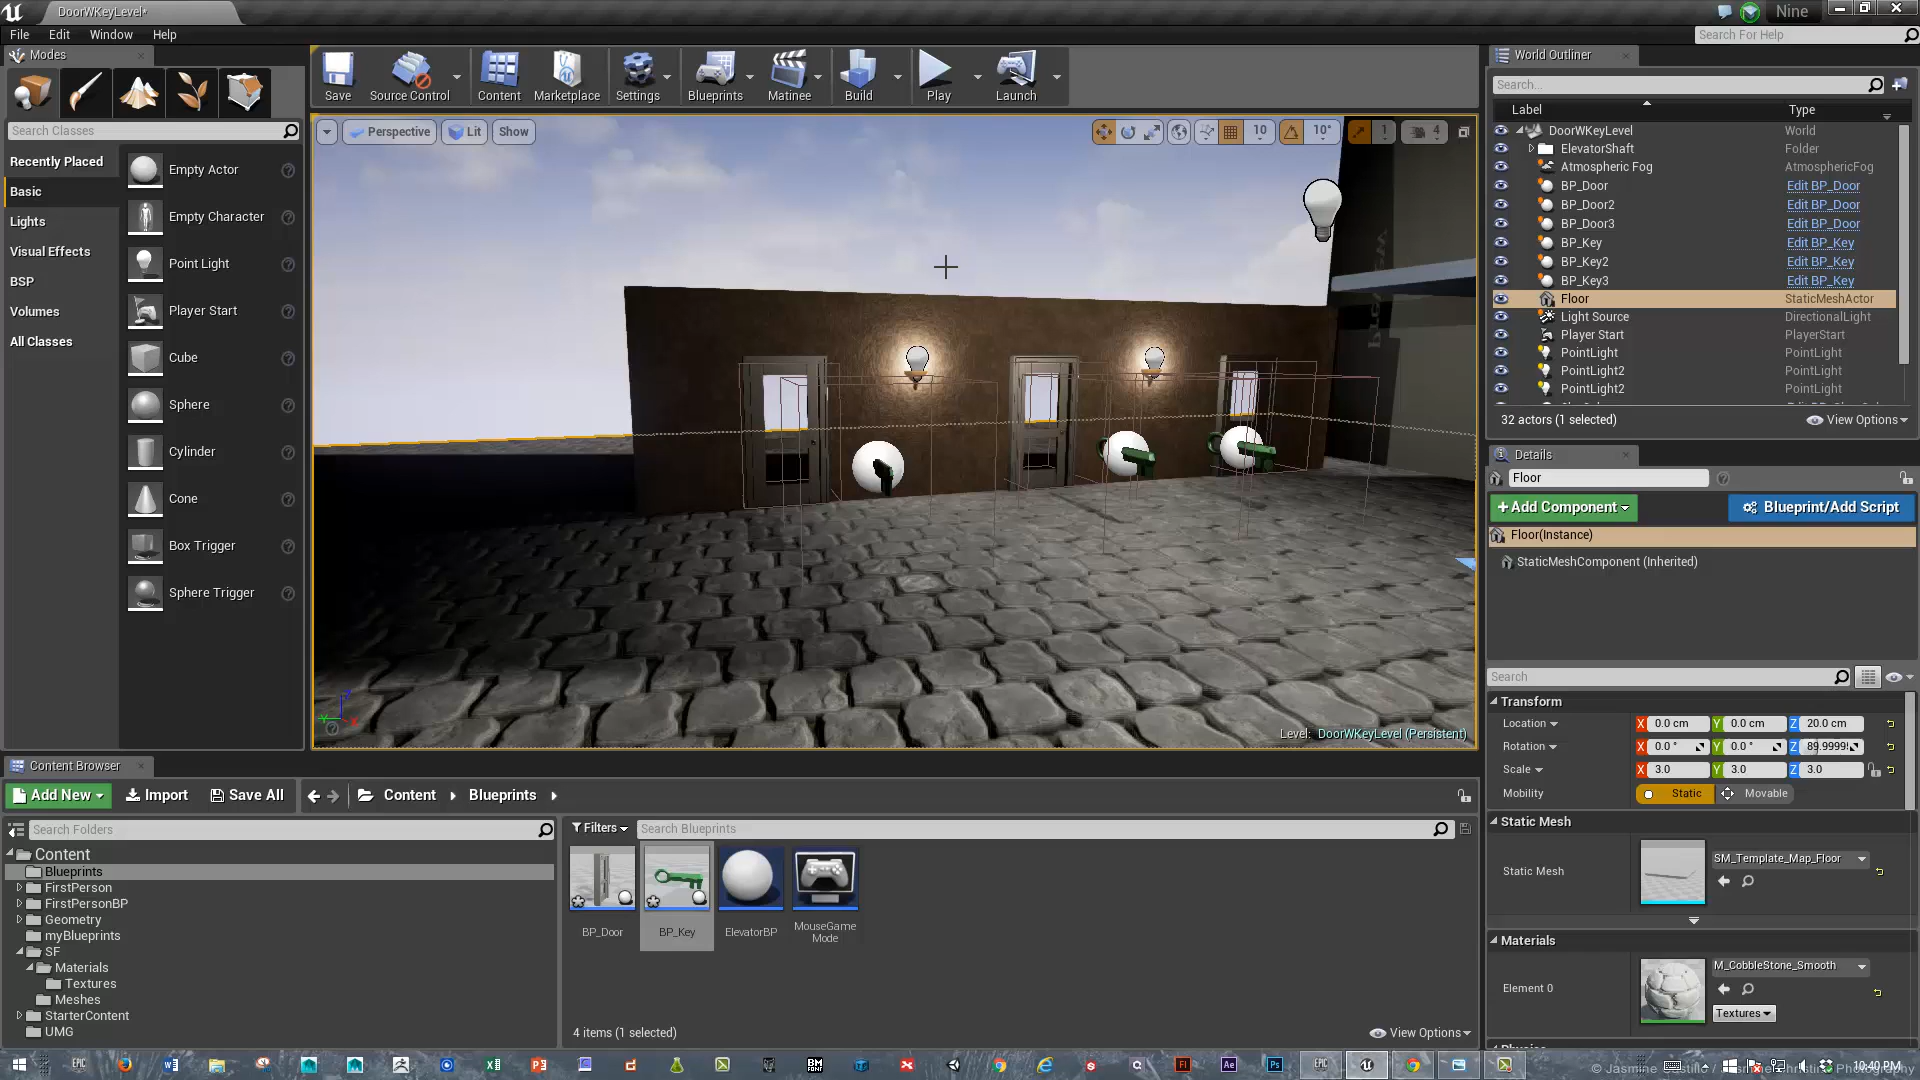 DoorWKeyLevel*
Nine
File Edit Window Help
Search For Help
Modes
Save
Source Control
Content
Marketplace
Settings
Blueprints
Matinee
Build
Play
Launch
Search Classes
Recently Placed
Basic
Lights
Visual Effects
BSP
Volumes
All Classes
Empty Actor
Empty Character
Point Light
Player Start
Cube
Sphere
Cylinder
Cone
Box Trigger
Sphere Trigger
Perspective
Lit
Show
10
10°
1
4
Level: DoorWKeyLevel (Persistent)
World Outliner
Search...
Label Type
DoorWKeyLevel World
ElevatorShaft Folder
Atmospheric Fog AtmosphericFog
BP_Door Edit BP_Door
BP_Door2 Edit BP_Door
BP_Door3 Edit BP_Door
BP_Key Edit BP_Key
BP_Key2 Edit BP_Key
BP_Key3 Edit BP_Key
Floor StaticMeshActor
Light Source DirectionalLight
Player Start PlayerStart
PointLight PointLight
PointLight2 PointLight
PointLight2 PointLight
32 actors (1 selected)
View Options
Details
Floor
+Add Component
Blueprint/Add Script
Floor(Instance)
StaticMeshComponent (Inherited)
Search
Transform
Location X 0.0 cm Y 0.0 cm Z 20.0 cm
Rotation X 0.0 ° Y 0.0 ° Z 89.9999
Scale X 3.0 Y 3.0 Z 3.0
Mobility Static Movable
Static Mesh
Static Mesh
SM_Template_Map_Floor
Materials
Element 0
M_CobbleStone_Smooth
Textures
Content Browser
Add New
Import
Save All
Content
Blueprints
Search Folders
Content
Blueprints
FirstPerson
FirstPersonBP
Geometry
myBlueprints
SF
Materials
Textures
Meshes
StarterContent
UMG
Filters
Search Blueprints
BP_Door
BP_Key
ElevatorBP
MouseGame
Mode
4 items (1 selected)
View Options
10:40 PM